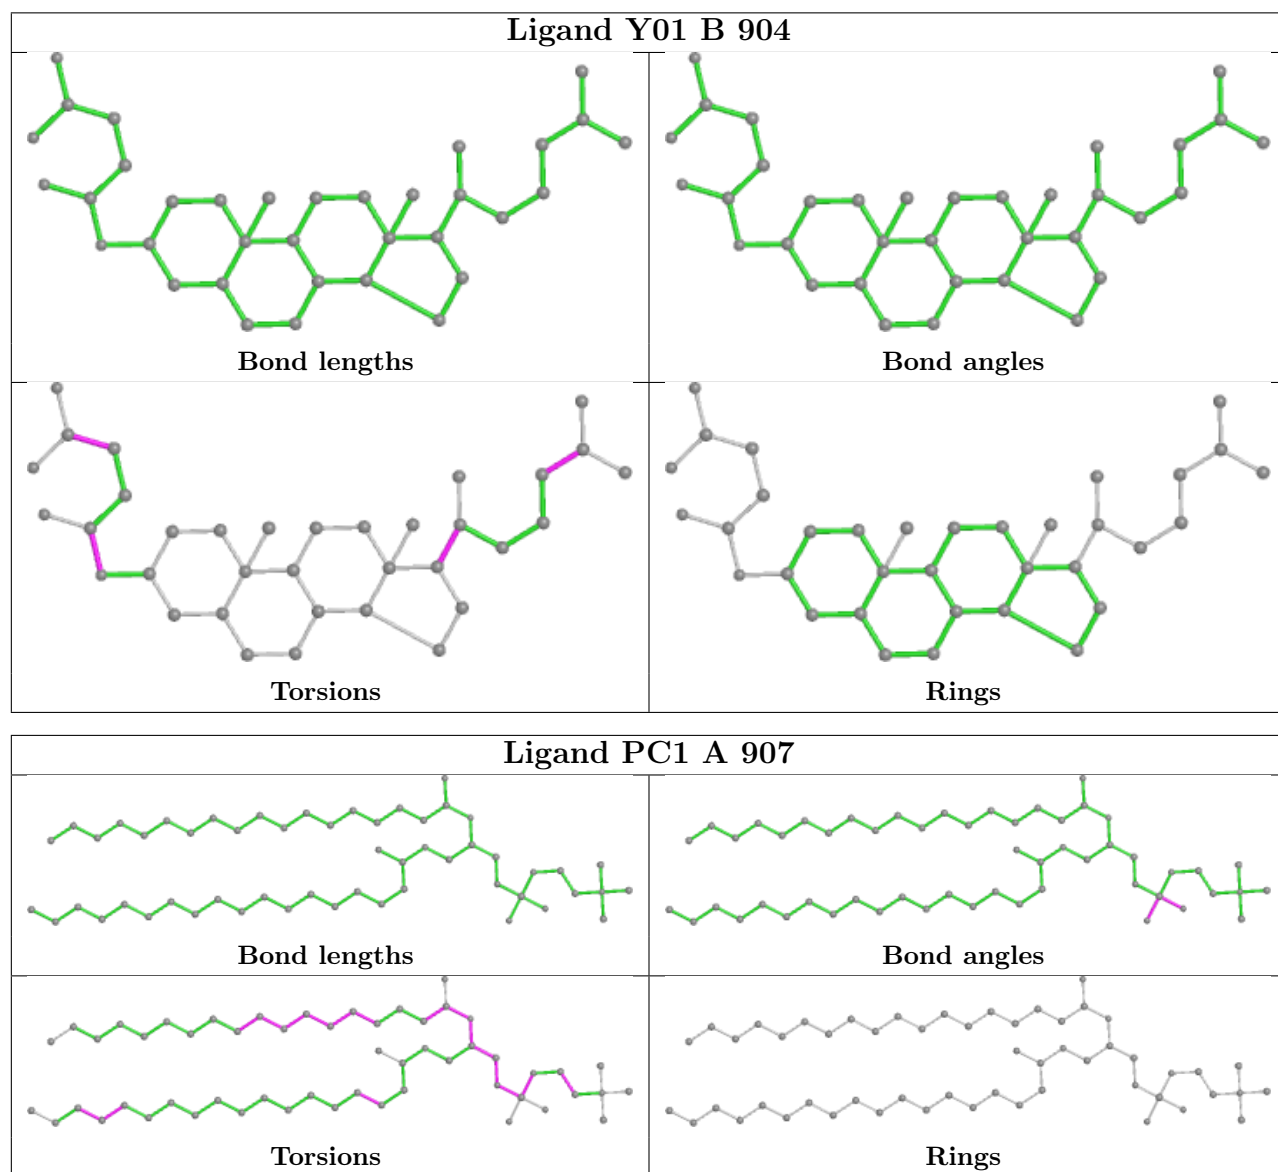 Ligand Y01 B 904
Bond lengths
Bond angles
Torsions
Rings
Ligand PC1 A 907
Bond lengths
Bond angles
Torsions
Rings